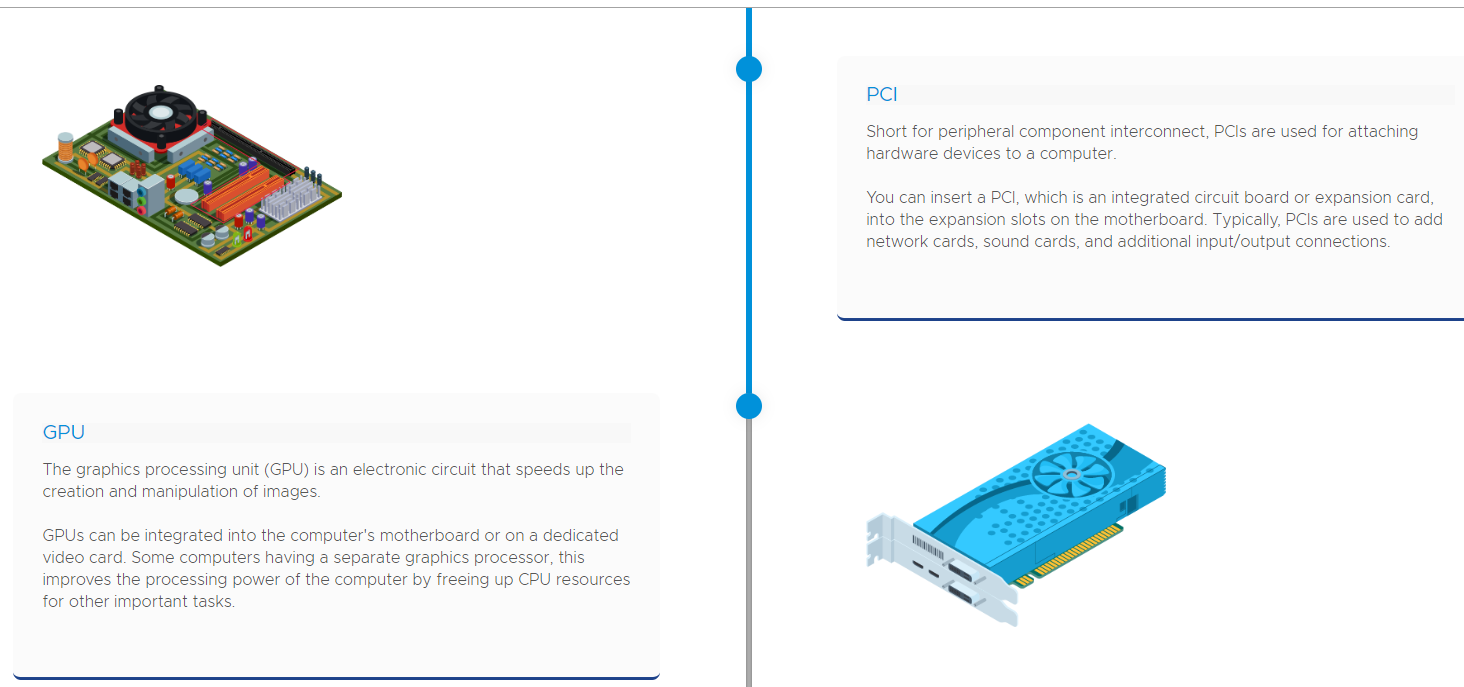 PCI
Short for peripheral component interconnect, PCIs are used for attaching
hardware devices to a computer.
You can insert a PCI, which is an integrated circuit board or expansion card,
into the expansion slots on the motherboard. Typically, PCIs are used to add
network cards, sound cards, and additional input/output connections.
GPU
The graphics processing unit (GPU) is an electronic circuit that speeds up the
creation and manipulation of images.
GPUs can be integrated into the computer's motherboard or on a dedicated
video card. Some computers having a separate graphics processor, this
improves the processing power of the computer by freeing up CPU resources
for other important tasks.